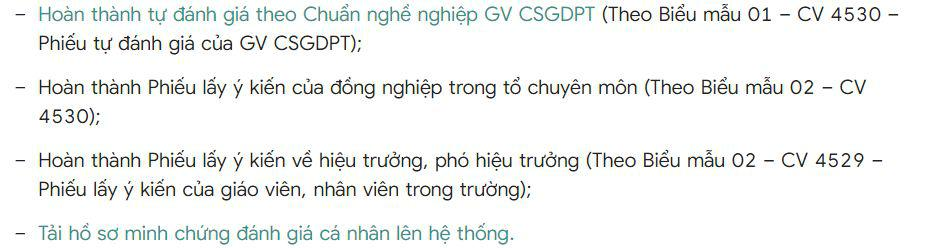 – Hoàn thành tự đánh giá theo Chuẩn nghề nghiệp GV CSGDPT (Theo Biểu mẫu 01 – CV 4530 –
Phiếu tự đánh giá của GV CSGDPT);
– Hoàn thành Phiếu lấy ý kiến của đồng nghiệp trong tổ chuyên môn (Theo Biểu mẫu 02 – CV
4530);
– Hoàn thành Phiếu lấy ý kiến về hiệu trưởng, phó hiệu trưởng (Theo Biểu mẫu 02 – CV 4529 –
Phiếu lấy ý kiến của giáo viên, nhân viên trong trường);
– Tải hồ sơ minh chứng đánh giá cá nhân lên hệ thống.